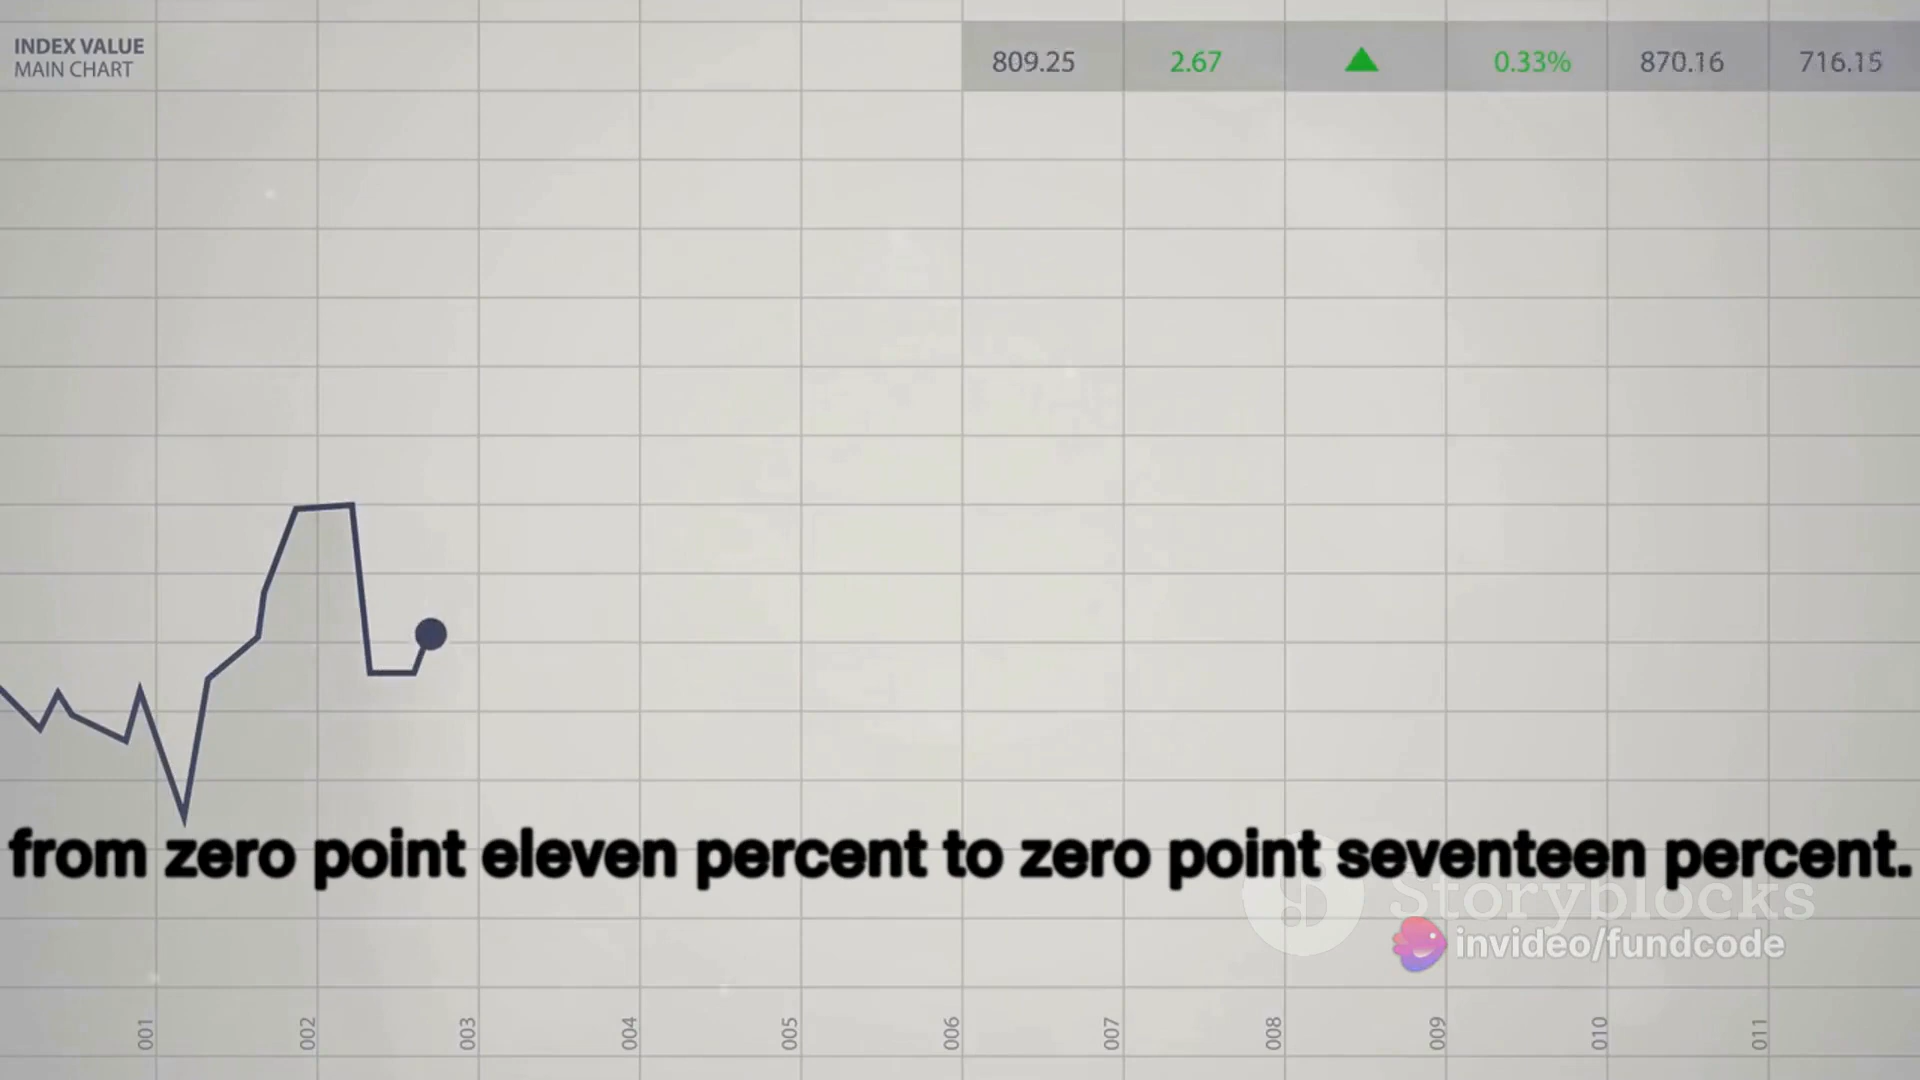 INDEX VALUE
MAIN CHART
809.25 2.67 0.33% 870.16 716.15
from zero point eleven percent to zero point seventeen percent.
Storyblocks
invideo/fundcode
001 002 003 004 005 006 007 008 009 010 011